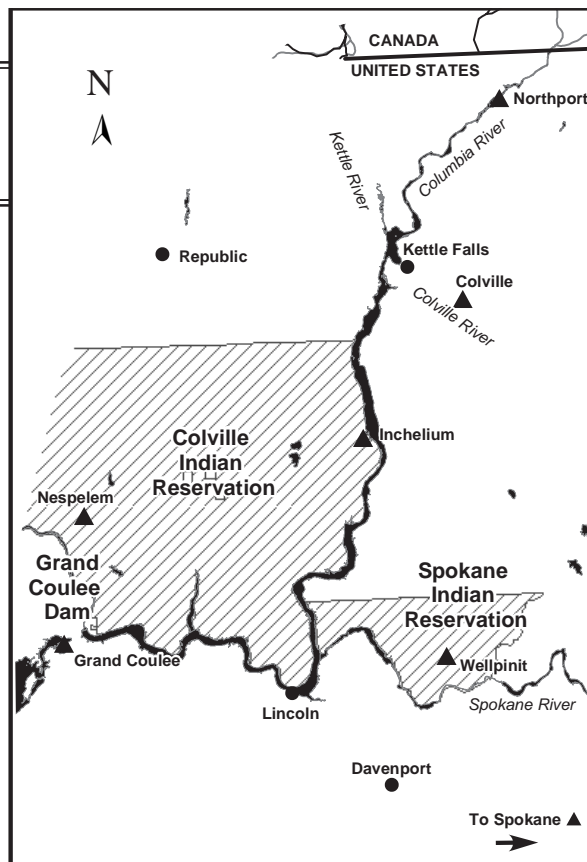 CANADA
UNITED STATES
N
Northport
Kettle River
Columbia River
Republic
Kettle Falls
Colville
Colville River
Colville
Indian
Reservation
Inchelium
Nespelem
Grand
Coulee
Dam
Spokane
Indian
Reservation
Grand Coulee
Wellpinit
Lincoln
Spokane River
Davenport
To Spokane